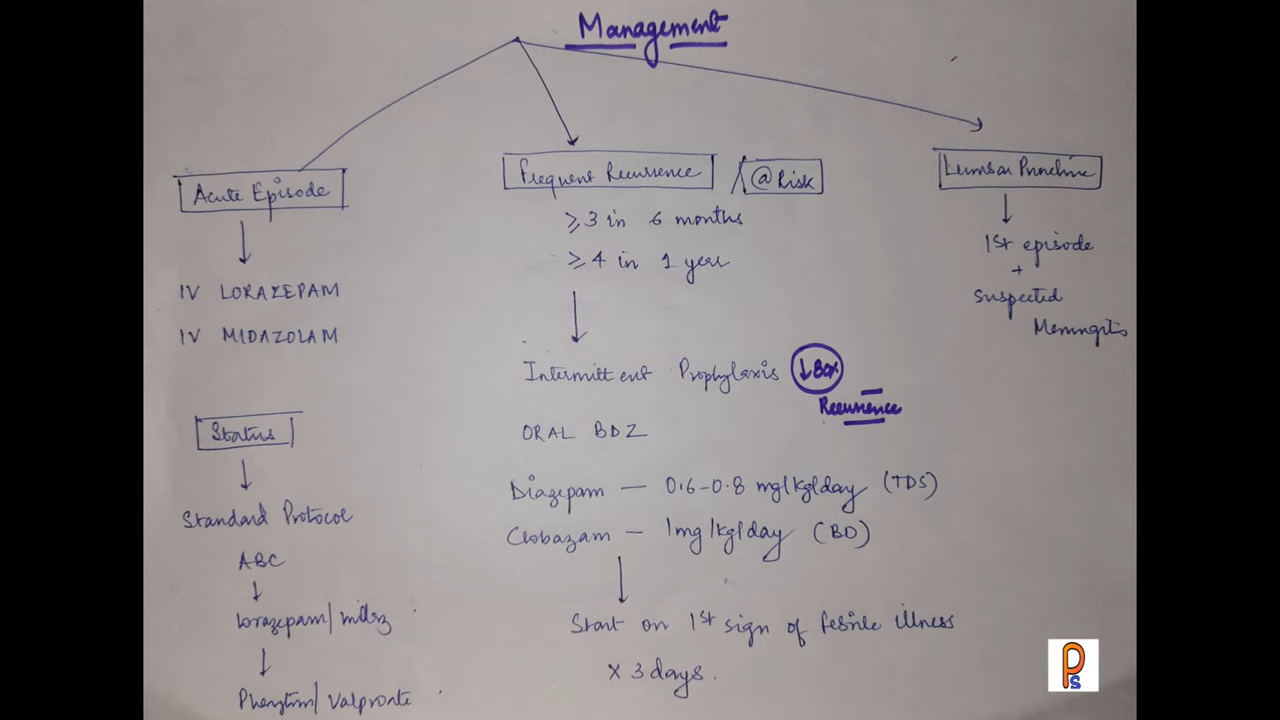 Management
Acute Episode
IV LORAZEPAM
IV MIDAZOLAM
Status
Standard Protocol
ABC
lorazepam/ midaz
Phenytoin/ Valproate
Frequent Recurrence / @Risk
≥3 in 6 months
≥4 in 1 year
Intermittent Prophylaxis ↓80%
Recurrence
ORAL BDZ
Diazepam — 0.6-0.8 mg/kg/day (TDS)
Clobazam — 1mg/kg/day (BD)
Start on 1st sign of febrile illness
x 3 days.
Lumbar Puncture
1st episode
+
Suspected
Meningitis
Ps